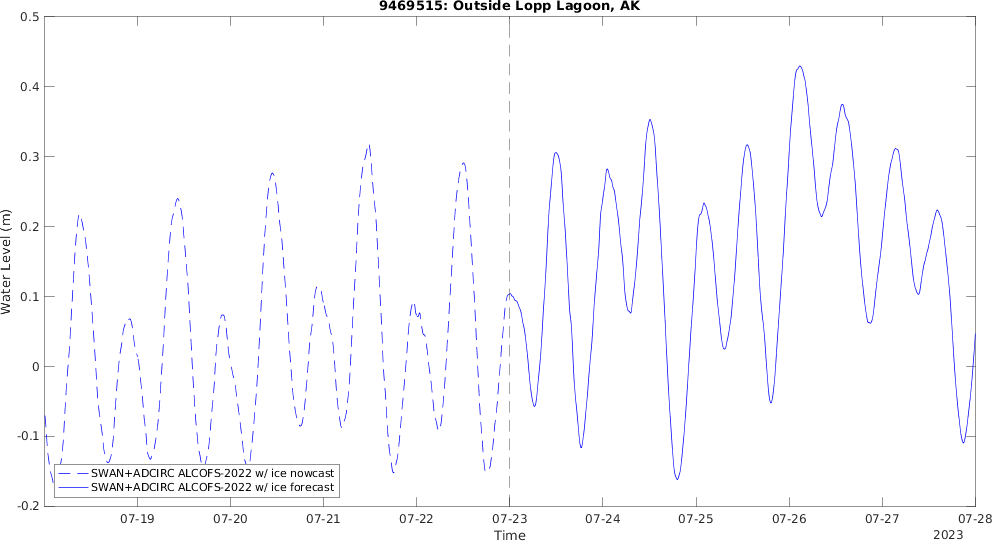 9469515: Outside Lopp Lagoon, AK
0.5
0.4
0.3
0.2
0.1
0
-0.1
-0.2
Water Level (m)
SWAN+ADCIRC ALCOFS-2022 w/ ice nowcast
SWAN+ADCIRC ALCOFS-2022 w/ ice forecast
07-19 07-20 07-21 07-22 07-23 07-24 07-25 07-26 07-27 07-28
Time
2023